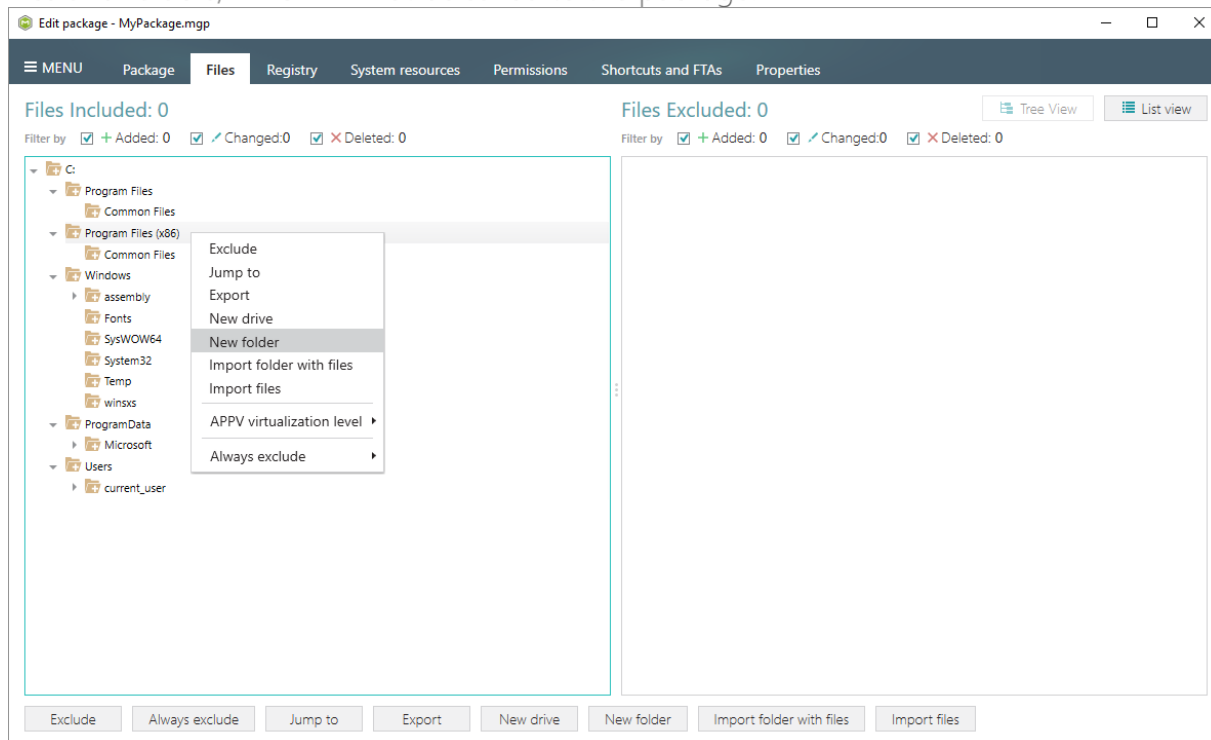 Edit package - MyPackage.mgp
MENU Package Files Registry System resources Permissions Shortcuts and FTAs Properties
Files Included: 0
Filter by Added: 0 Changed:0 Deleted: 0
Files Excluded: 0
Tree View List view
Filter by Added: 0 Changed:0 Deleted: 0
C:
Program Files
Common Files
Program Files (x86)
Common Files
Windows
assembly
Fonts
SysWOW64
System32
Temp
winsxs
ProgramData
Microsoft
Users
current_user
Exclude
Jump to
Export
New drive
New folder
Import folder with files
Import files
APPV virtualization level
Always exclude
Exclude Always exclude Jump to Export New drive New folder Import folder with files Import files